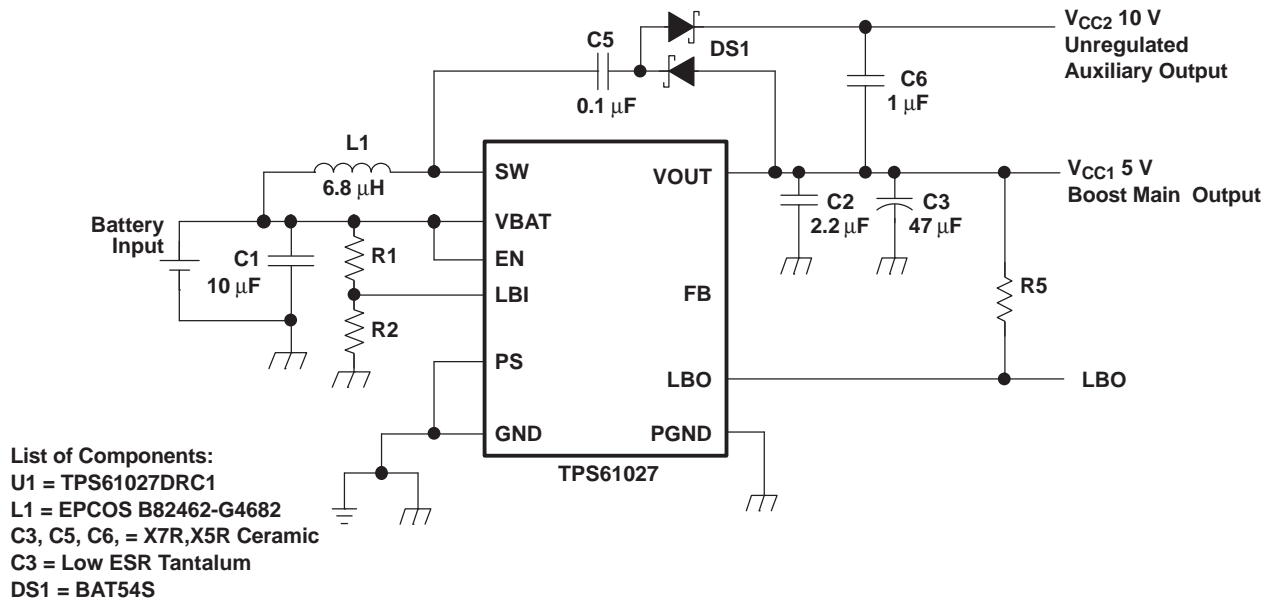 C5
0.1 μF
DS1
VCC2 10 V
Unregulated
Auxiliary Output
C6
1 μF
L1
6.8 μH
SW
VOUT
VCC1 5 V
Boost Main Output
Battery
Input
VBAT
C1
10 μF
R1
EN
C2
2.2 μF
C3
47 μF
LBI
FB
R5
R2
PS
LBO
LBO
GND
PGND
TPS61027
List of Components:
U1 = TPS61027DRC1
L1 = EPCOS B82462-G4682
C3, C5, C6, = X7R,X5R Ceramic
C3 = Low ESR Tantalum
DS1 = BAT54S